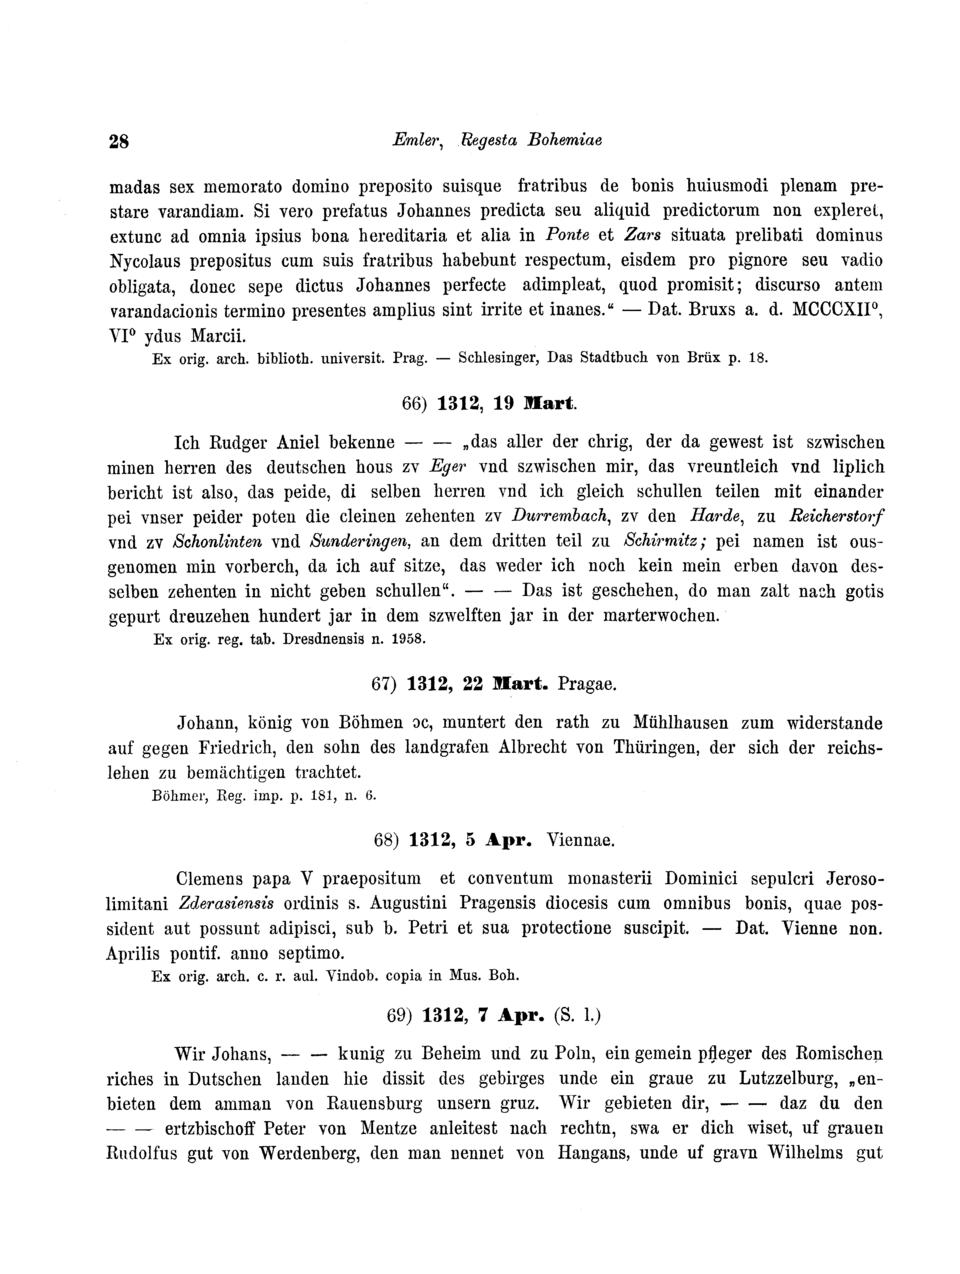 28 Emler, Regesta Bohemiae
madas sex memorato domino preposito suisque fratribus de bonis huiusmodi plenam pre-
stare varandiam. Si vero prefatus Johannes predicta seu aliquid predictorum non expleret,
extunc ad omnia ipsius bona hereditaria et alia in Ponte et Zars situata prelibati dominus
Nycolaus prepositus cum suis fratribus habebunt respectum, eisdem pro pignore seu vadio
obligata, donec sepe dictus Johannes perfecte adimpleat, quod promisit; discurso antem
varandacionis termino presentes amplius sint irrite et inanes.“ — Dat. Bruxs a. d. MCCCXII⁰,
VI⁰ ydus Marcii.
Ex orig. arch. biblioth. universit. Prag. — Schlesinger, Das Stadtbuch von Brüx p. 18.
66) 1312, 19 Mart.
Ich Rudger Aniel bekenne — — „das aller der chrig, der da gewest ist szwischen
minen herren des deutschen hous zv Eger vnd szwischen mir, das vreuntleich vnd liplich
bericht ist also, das peide, di selben herren vnd ich gleich schullen teilen mit einander
pei vnser peider poten die cleinen zehenten zv Durrembach, zv den Harde, zu Reicherstorf
vnd zv Schonlinten vnd Sunderingen, an dem dritten teil zu Schirmitz; pei namen ist ous-
genomen min vorberch, da ich auf sitze, das weder ich noch kein mein erben davon des-
selben zehenten in nicht geben schullen“. — — Das ist geschehen, do man zalt nach gotis
gepurt dreuzehen hundert jar in dem szwelften jar in der marterwochen.
Ex orig. reg. tab. Dresdnensis n. 1958.
67) 1312, 22 Mart. Pragae.
Johann, könig von Böhmen ɔc, muntert den rath zu Mühlhausen zum widerstande
auf gegen Friedrich, den sohn des landgrafen Albrecht von Thüringen, der sich der reichs-
lehen zu bemächtigen trachtet.
Böhmer, Reg. imp. p. 181, n. 6.
68) 1312, 5 Apr. Viennae.
Clemens papa V praepositum et conventum monasterii Dominici sepulcri Jeroso-
limitani Zderasiensis ordinis s. Augustini Pragensis diocesis cum omnibus bonis, quae pos-
sident aut possunt adipisci, sub b. Petri et sua protectione suscipit. — Dat. Vienne non.
Aprilis pontif. anno septimo.
Ex orig. arch. c. r. aul. Vindob. copia in Mus. Boh.
69) 1312, 7 Apr. (S. l.)
Wir Johans, — — kunig zu Beheim und zu Poln, ein gemein pfleger des Romischen
riches in Dutschen landen hie dissit des gebirges unde ein graue zu Lutzzelburg, „en-
bieten dem amman von Rauensburg unsern gruz. Wir gebieten dir, — — daz du den
— — ertzbischoff Peter von Mentze anleitest nach rechtn, swa er dich wiset, uf grauen
Rudolfus gut von Werdenberg, den man nennet von Hangans, unde uf gravn Wilhelms gut